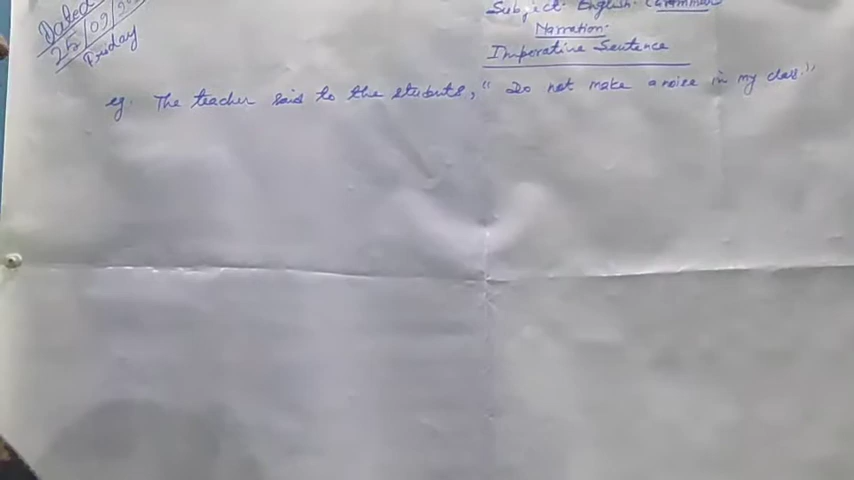 Dated
25/09/
Friday
Subject- English Grammar
Narration-
Imperative Sentence
eg. The teacher said to the students, "Do not make a noise in my class."